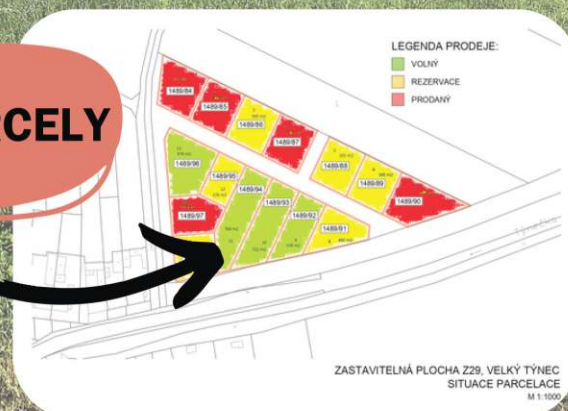 RCELY
LEGENDA PRODEJE:
VOLNÝ
REZERVACE
PRODANÝ
1489/84
1489/85
1489/86
1489/87
1489/88
1489/89
1489/90
1489/96
1489/95
1489/94
1489/93
1489/92
1489/97
1489/91
ZASTAVITELNÁ PLOCHA Z29, VELKÝ TÝNEC
SITUACE PARCELACE
M 1:1000